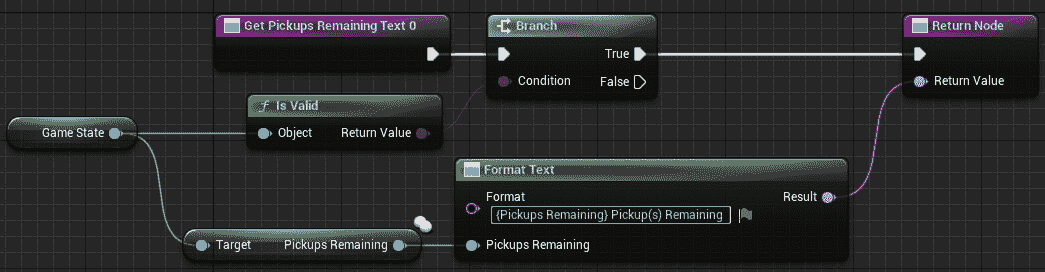 Get Pickups Remaining Text 0
Branch
True
Condition
False
Return Node
Return Value
f Is Valid
Object Return Value
Game State
Format Text
Format
{Pickups Remaining} Pickup(s) Remaining
Result
Target Pickups Remaining
Pickups Remaining